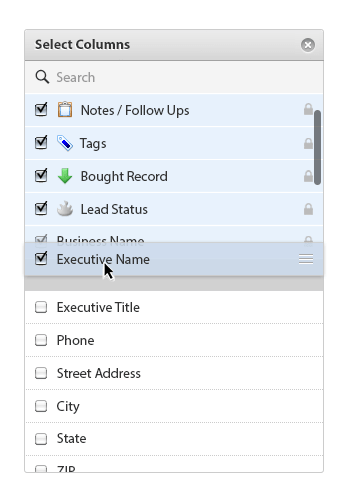 Select Columns
Search
Notes / Follow Ups
Tags
Bought Record
Lead Status
Business Name
Executive Name
Executive Title
Phone
Street Address
City
State
ZIP